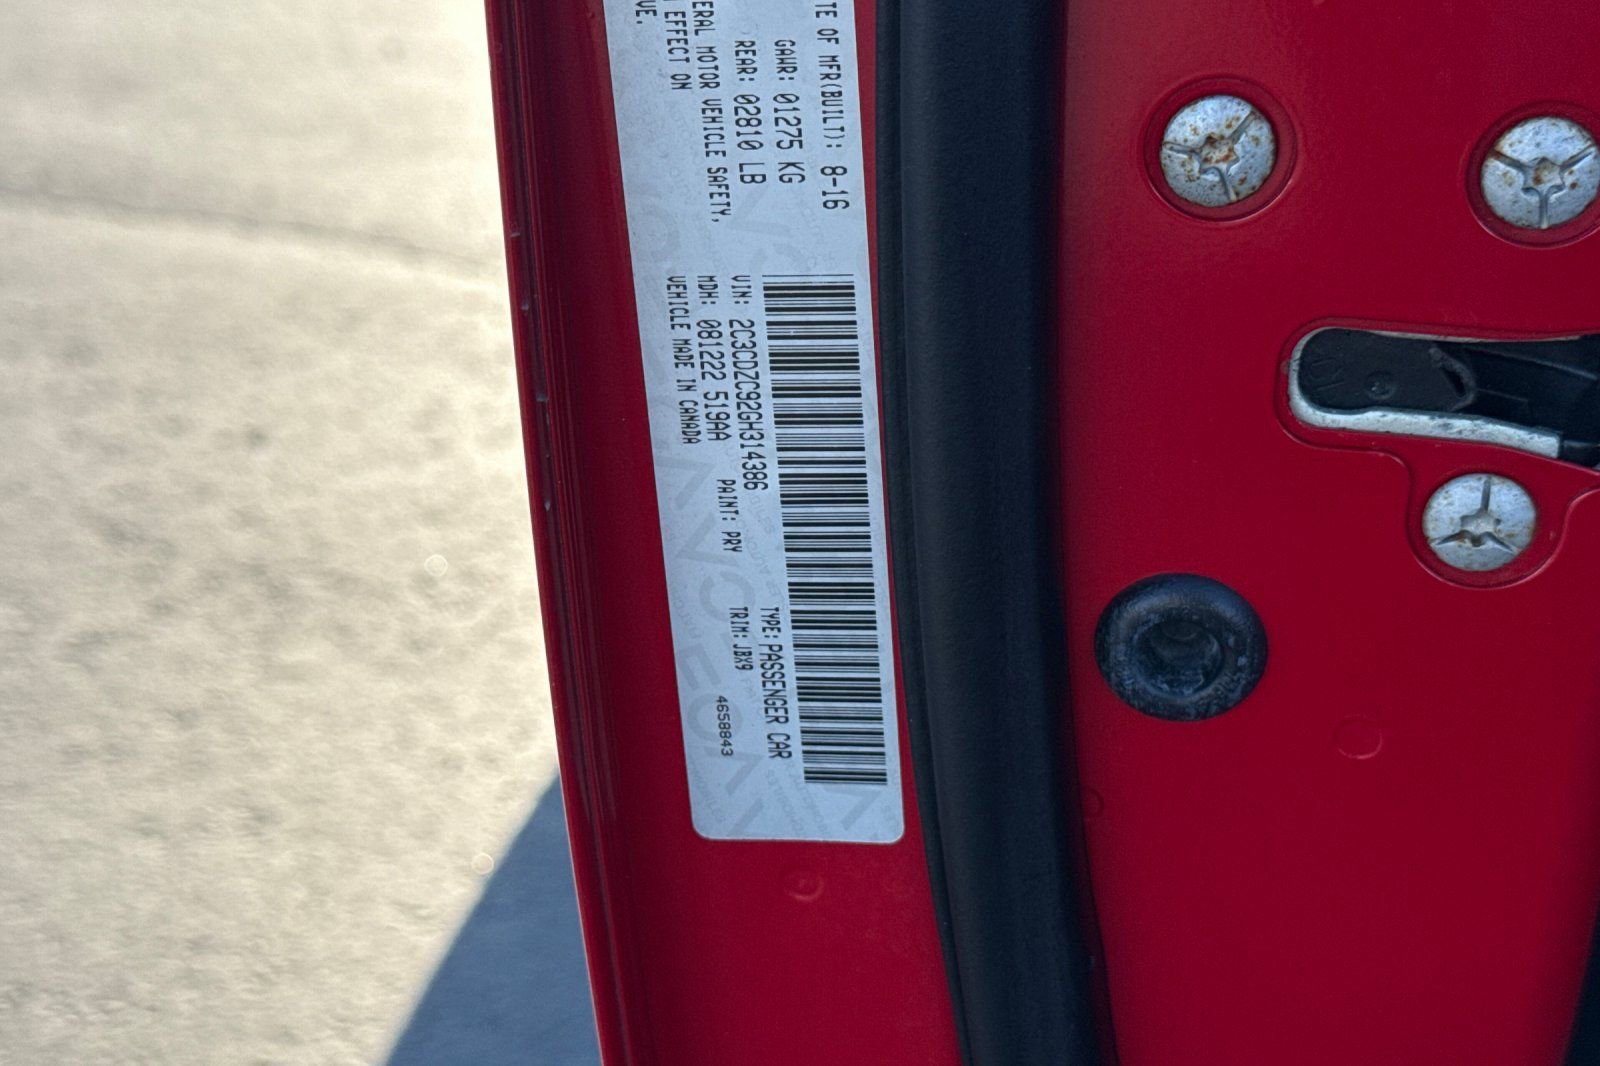 TE OF MFR(BUILT): 8-16
GAWR: 01275 KG
REAR: 02810 LB
ERAL MOTOR VEHICLE SAFETY,
EFFECT ON
VE.
VIN: 2C3CDZC92GH314386
TYPE: PASSENGER CAR
MDH: 081222 519AA
PAINT: PRY
TRIM: JBX9
VEHICLE MADE IN CANADA
4658843